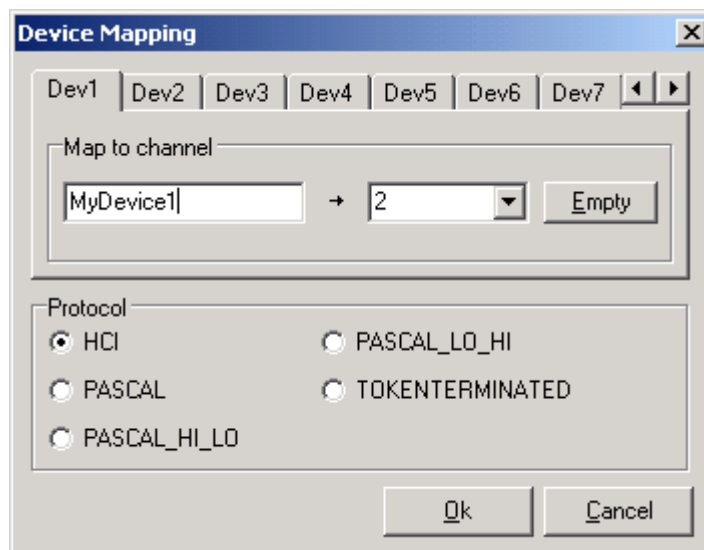 Device Mapping
Dev1 Dev2 Dev3 Dev4 Dev5 Dev6 Dev7
Map to channel
MyDevice1 → 2 Empty
Protocol
HCI PASCAL_LO_HI
PASCAL TOKENTERMINATED
PASCAL_HI_LO
Ok Cancel